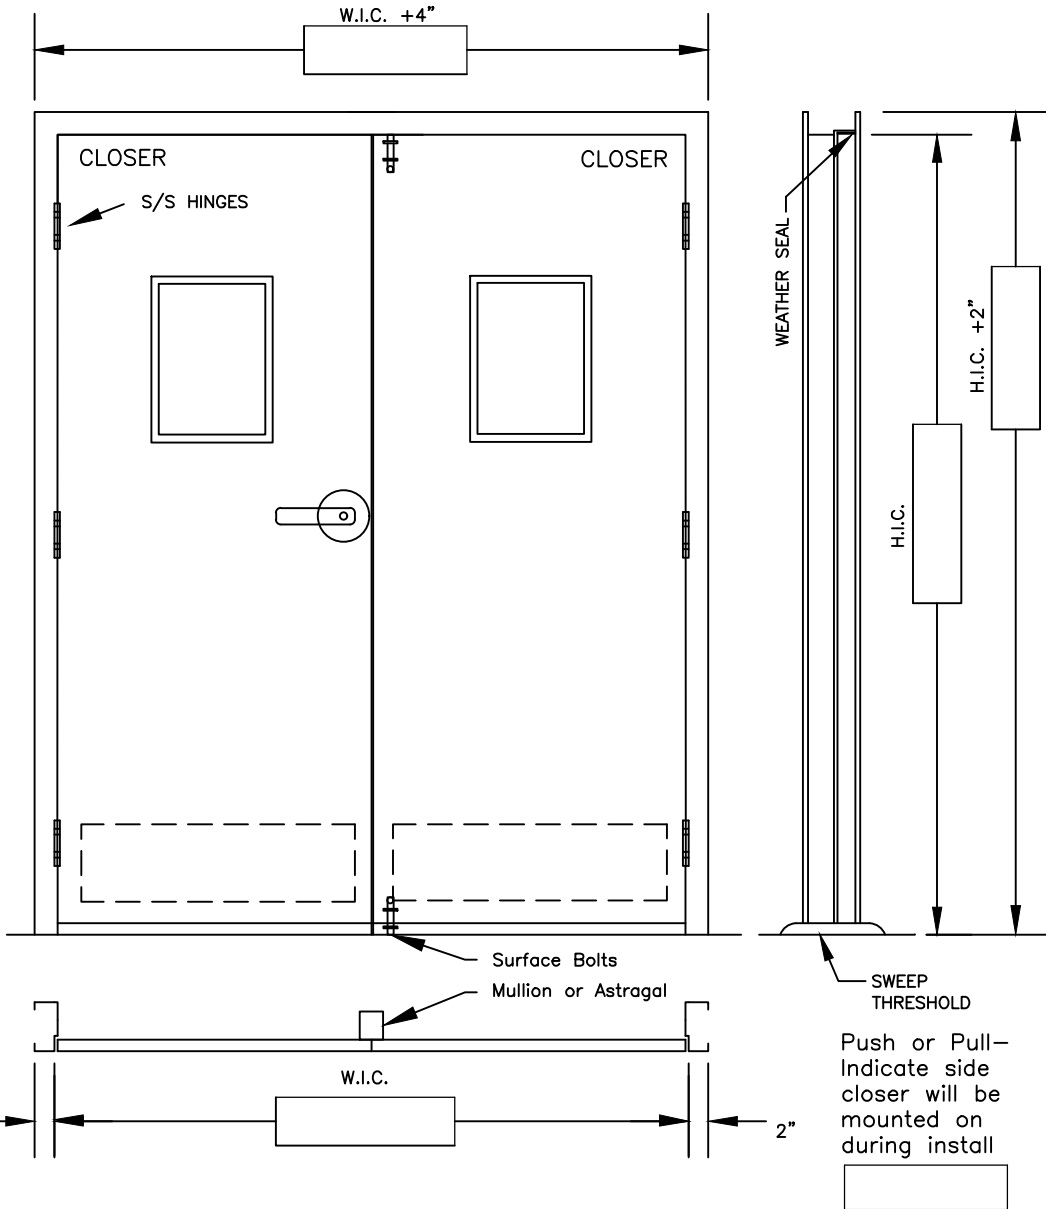 W.I.C. +4”
CLOSER
CLOSER
S/S HINGES
WEATHER SEAL
H.I.C. +2”
H.I.C.
Surface Bolts
Mullion or Astragal
SWEEP
THRESHOLD
W.I.C.
2”
Push or Pull–
Indicate side
closer will be
mounted on
during install